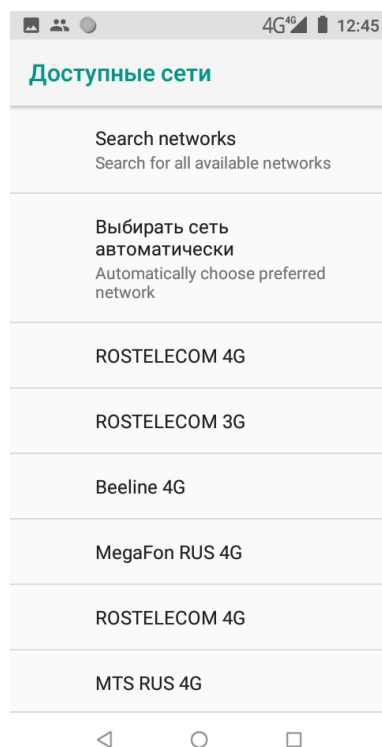 4G 4G 12:45
Доступные сети
Search networks
Search for all available networks
Выбирать сеть
автоматически
Automatically choose preferred
network
ROSTELECOM 4G
ROSTELECOM 3G
Beeline 4G
MegaFon RUS 4G
ROSTELECOM 4G
MTS RUS 4G